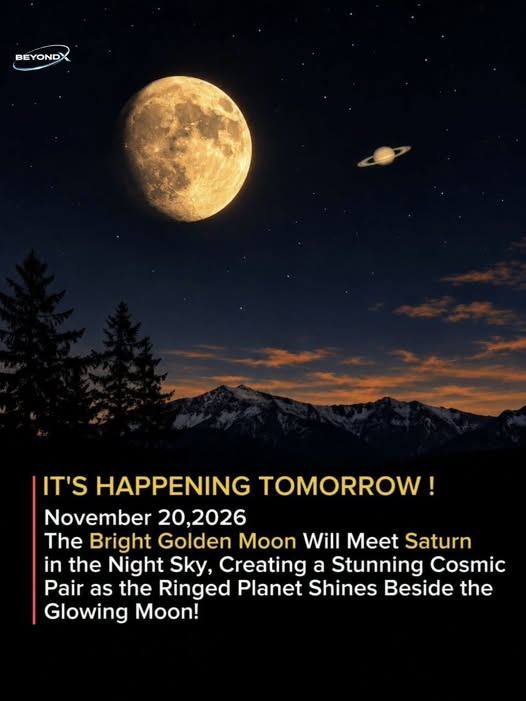 BEYONDX
IT'S HAPPENING TOMORROW !
November 20,2026
The Bright Golden Moon Will Meet Saturn
in the Night Sky, Creating a Stunning Cosmic
Pair as the Ringed Planet Shines Beside the
Glowing Moon!